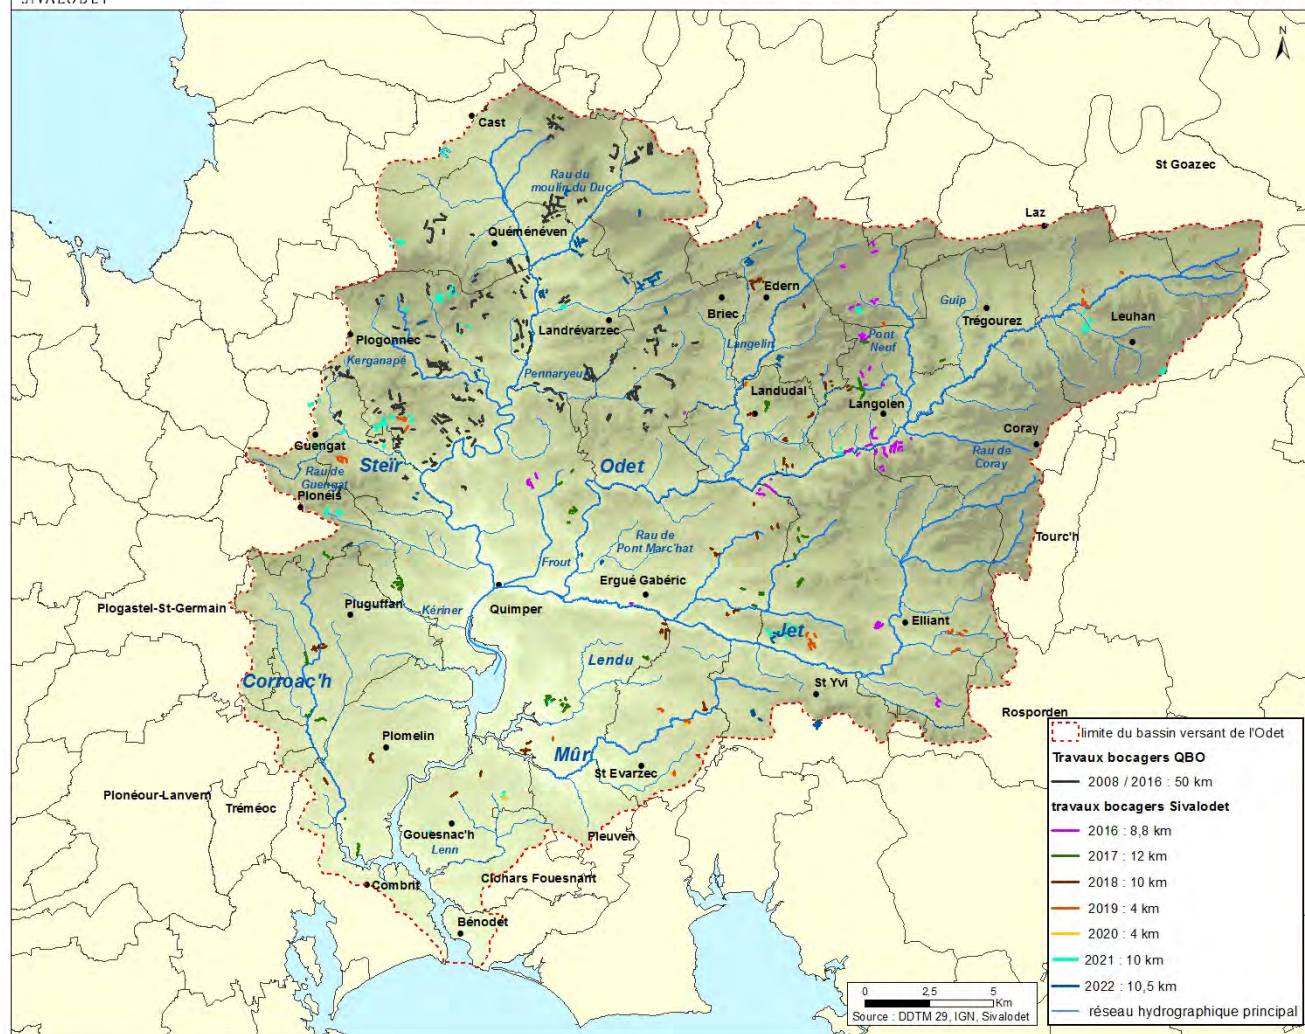 SIVALODET
N
Cast
St Goazec
Rau du
moulin du Duc
Laz
Quéménéven
Edern
Briec
Guip
Trégourez
Landrévarzec
Leuhan
Plogonnec
Langelin
Pont
Neuf
Kerganapé
Pennaryeu
Landudal
Langolen
Guengat
Coray
Steïr
Odet
Rau de
Coray
Rau de
Guengat
Plonéis
Tourc'h
Rau de
Pont Marc'hat
Frout
Ergué Gabéric
Plogastel-St-Germain
Pluguffan
Kériner
Quimper
Elliant
Jet
Lendu
Corroac'h
St Yvi
Rosporden
Plomelin
Mûr
St Evarzec
Plonéour-Lanvern
Tréméoc
Gouesnac'h
Pleuven
Lenn
Clohars Fouesnant
Combrit
Bénodet
limite du bassin versant de l'Odet
Travaux bocagers QBO
2008 / 2016 : 50 km
travaux bocagers Sivalodet
2016 : 8,8 km
2017 : 12 km
2018 : 10 km
2019 : 4 km
2020 : 4 km
2021 : 10 km
2022 : 10,5 km
réseau hydrographique principal
0 2,5 5
Km
Source : DDTM 29, IGN, Sivalodet